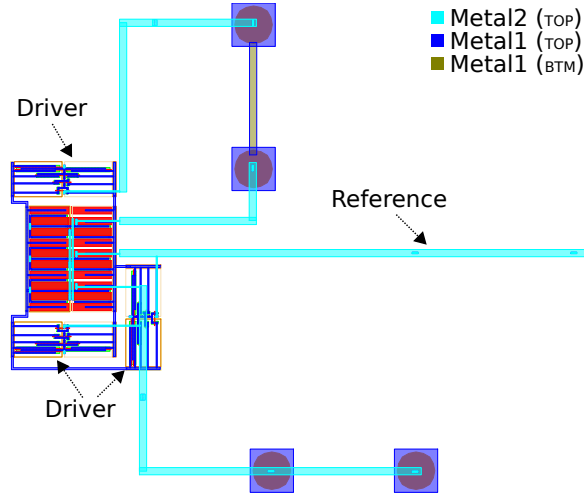 Metal2 (TOP)
Metal1 (TOP)
Metal1 (BTM)
Driver
Reference
Driver